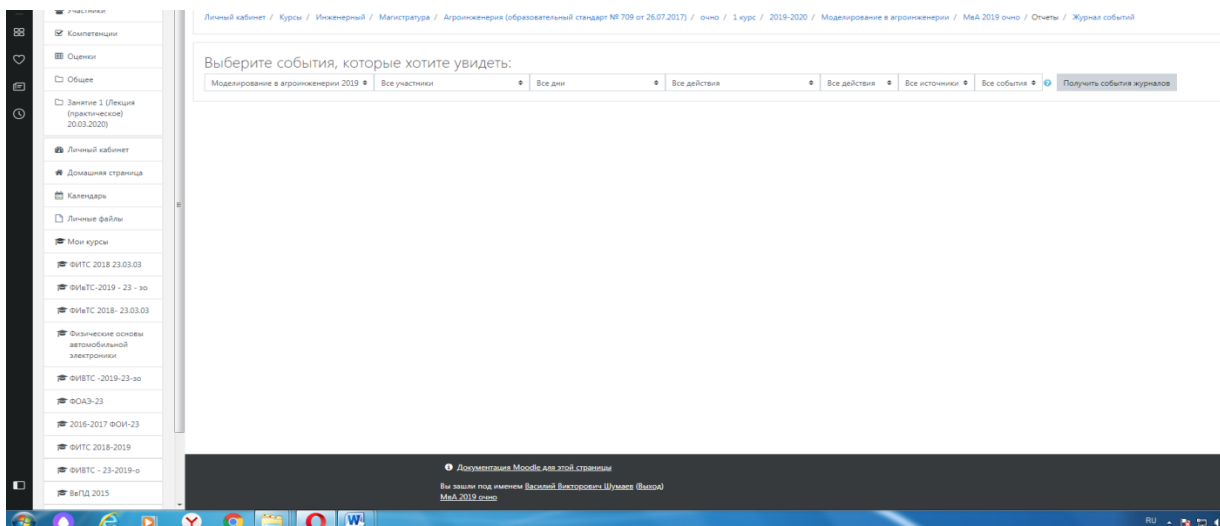 Участники
Компетенции
Оценки
Общее
Занятие 1 (Лекция
(практическое)
20.03.2020)
Личный кабинет
Домашняя страница
Календарь
Личные файлы
Мои курсы
ФИТС 2018 23.03.03
ФИвТС-2019 - 23 - зо
ФИвТС 2018- 23.03.03
Физические основы
автомобильной
электроники
ФИВТС -2019-23-зо
ФОАЭ-23
2016-2017 ФОИ-23
ФИТС 2018-2019
ФИВТС - 23-2019-о
ВвПД 2015
Личный кабинет / Курсы / Инженерный / Магистратура / Агроинженерия (образовательный стандарт № 709 от 26.07.2017) / очно / 1 курс / 2019-2020 / Моделирование в агроинженерии / МвА 2019 очно / Отчеты / Журнал событий
Выберите события, которые хотите увидеть:
Моделирование в агроинженерии 2019 Все участники Все дни Все действия Все действия Все источники Все события Получить события журналов
Документация Moodle для этой страницы
Вы зашли под именем Василий Викторович Шумаев (Выход)
МвА 2019 очно
RU